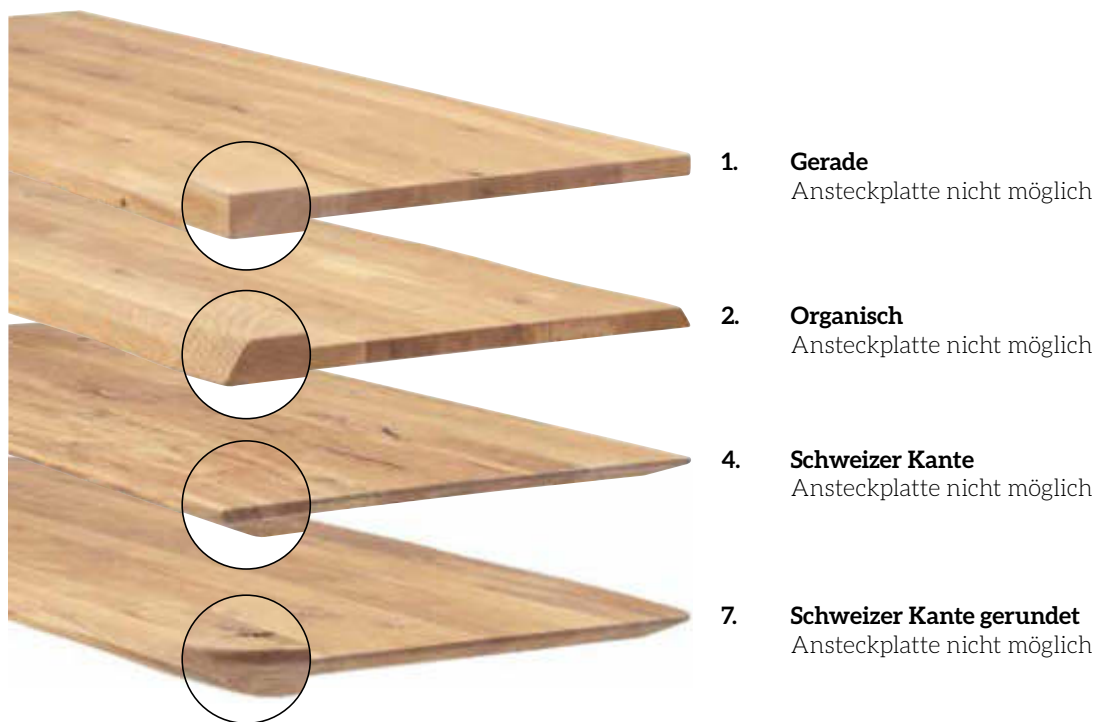 1. Gerade
Ansteckplatte nicht möglich
2. Organisch
Ansteckplatte nicht möglich
4. Schweizer Kante
Ansteckplatte nicht möglich
7. Schweizer Kante gerundet
Ansteckplatte nicht möglich